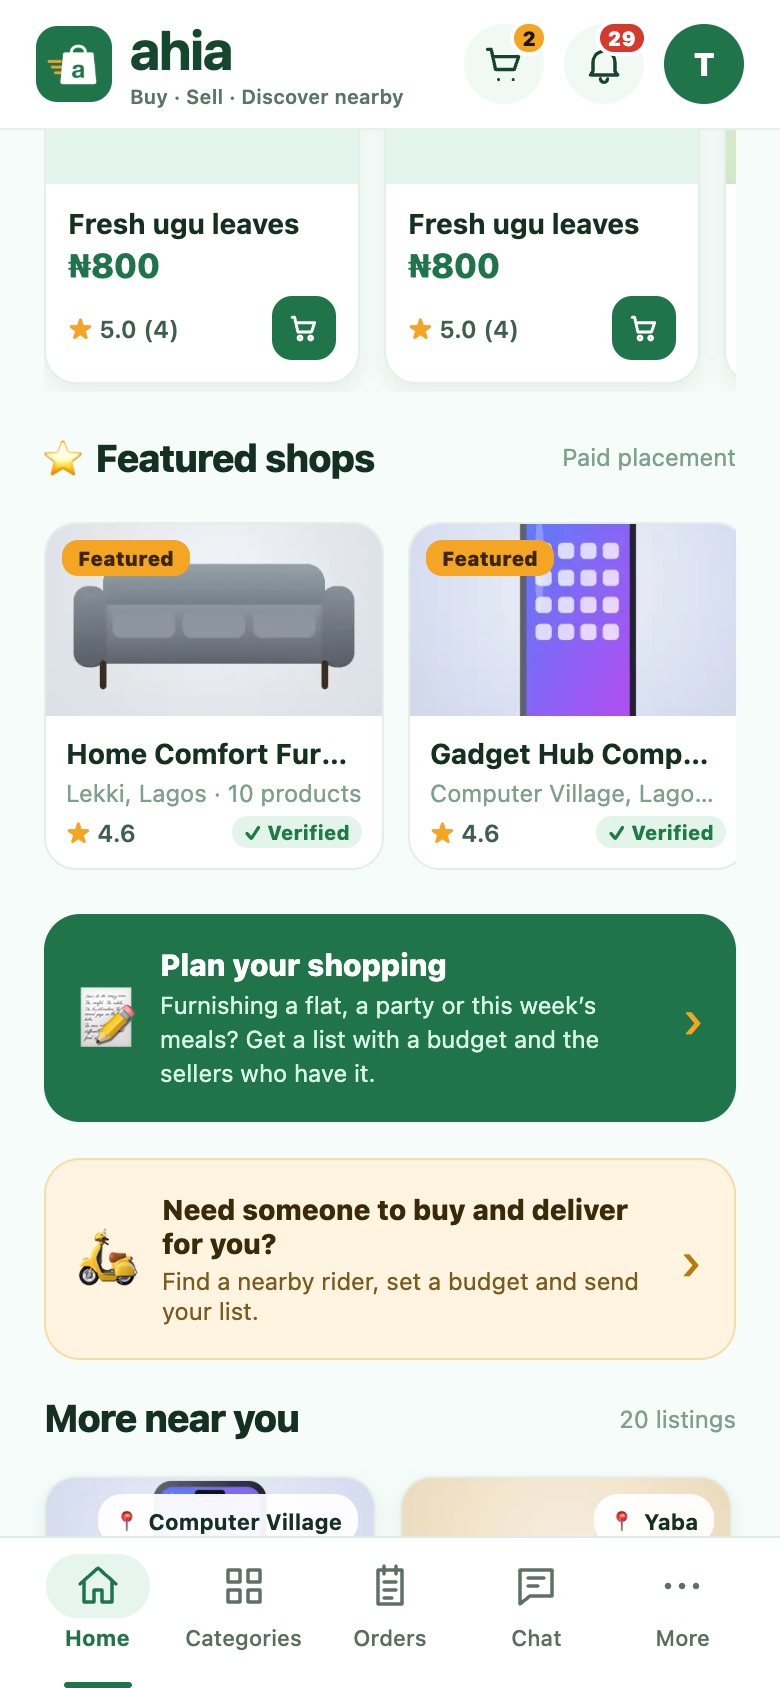 ahia
Buy · Sell · Discover nearby
2
29
T
a
Fresh ugu leaves
₦800
5.0 (4)
Fresh ugu leaves
₦800
5.0 (4)
Featured shops
Paid placement
Featured
Home Comfort Fur...
Lekki, Lagos · 10 products
4.6
✓ Verified
Featured
Gadget Hub Comp...
Computer Village, Lago...
4.6
✓ Verified
Plan your shopping
Furnishing a flat, a party or this week’s
meals? Get a list with a budget and the
sellers who have it.
Need someone to buy and deliver
for you?
Find a nearby rider, set a budget and send
your list.
More near you
20 listings
Computer Village
Yaba
Home
Categories
Orders
Chat
More